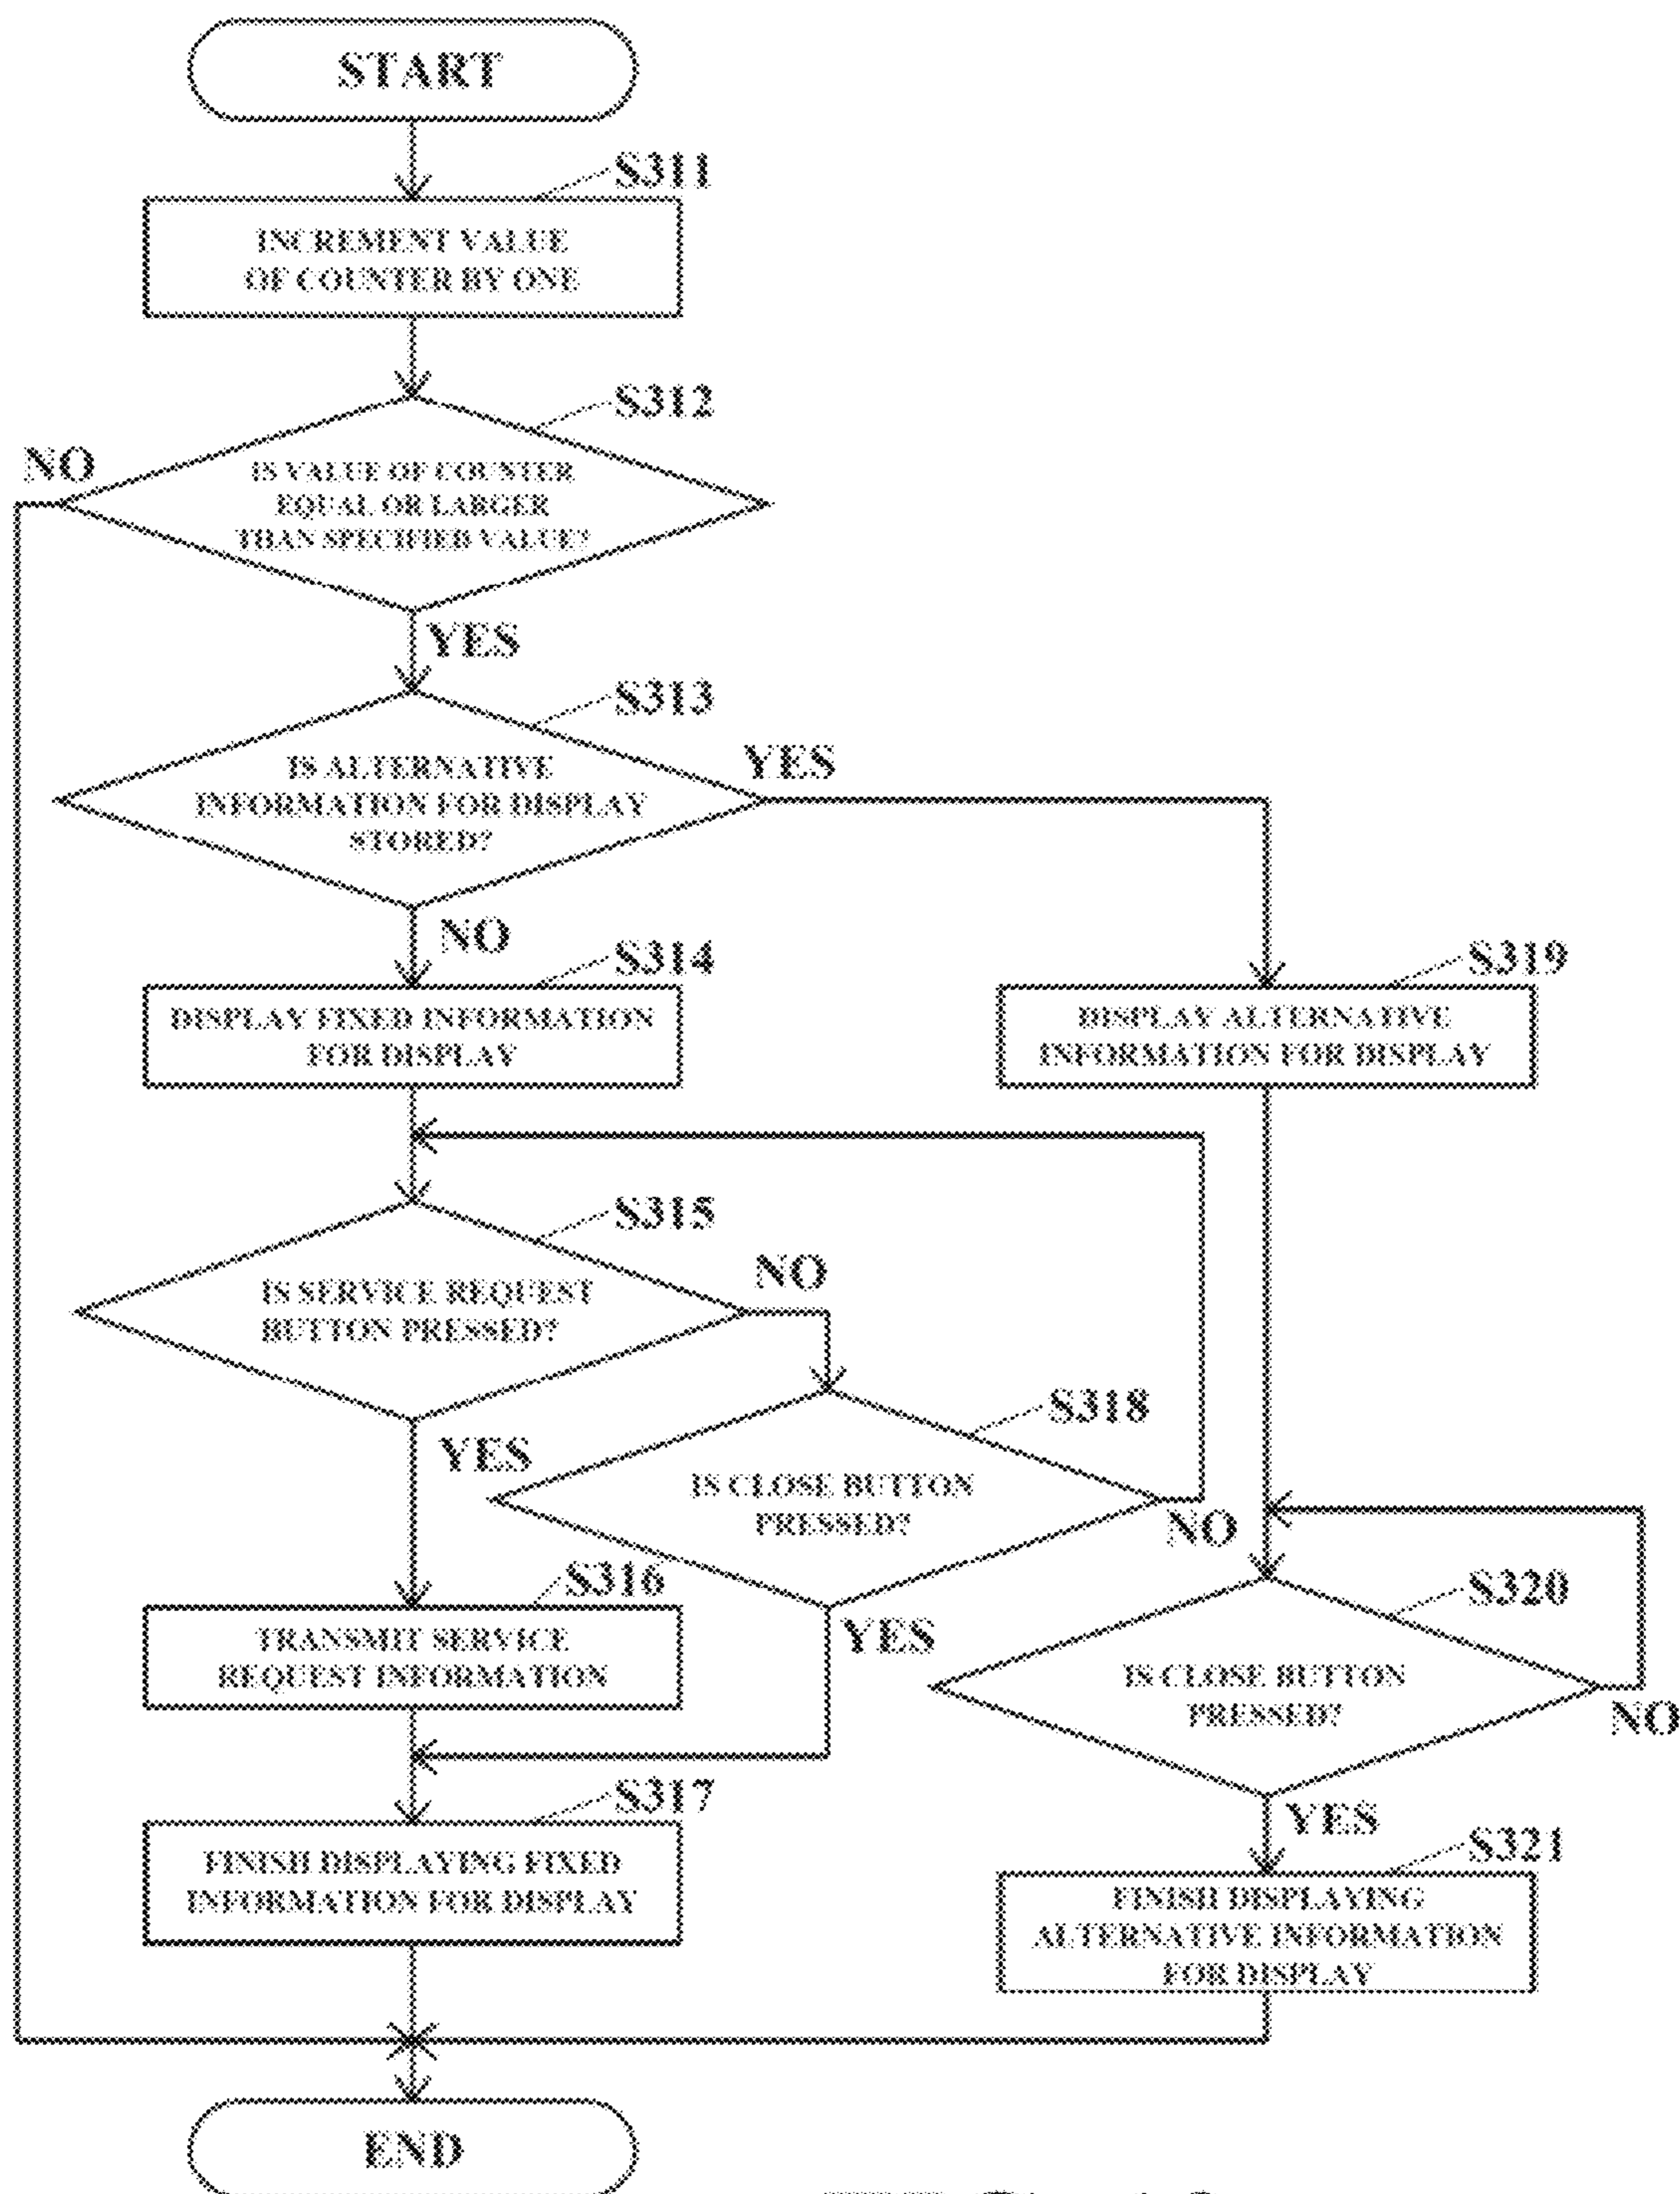 START
S311
INCREMENT VALUE
OF COUNTER BY ONE
S312
NO
IS VALUE OF COUNTER
EQUAL OR LARGER
THAN SPECIFIED VALUE?
YES
S313
IS ALTERNATIVE
INFORMATION FOR DISPLAY
STORED?
YES
NO
S314
DISPLAY FIXED INFORMATION
FOR DISPLAY
S319
DISPLAY ALTERNATIVE
INFORMATION FOR DISPLAY
S315
IS SERVICE REQUEST
BUTTON PRESSED?
NO
YES
S318
IS CLOSE BUTTON
PRESSED?
NO
YES
S316
TRANSMIT SERVICE
REQUEST INFORMATION
S320
IS CLOSE BUTTON
PRESSED?
NO
YES
S317
FINISH DISPLAYING FIXED
INFORMATION FOR DISPLAY
S321
FINISH DISPLAYING
ALTERNATIVE INFORMATION
FOR DISPLAY
END